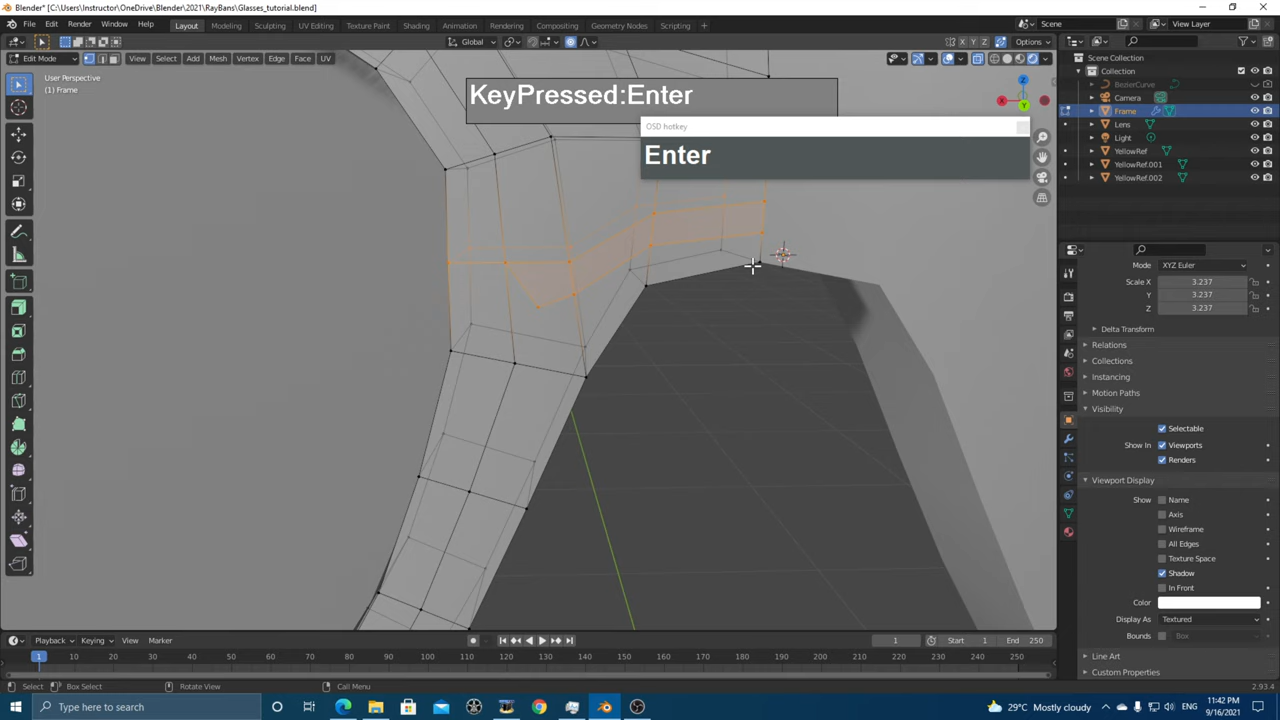 Blender* [C:\Users\Instructor\OneDrive\2021\RayBans\Glasses_tutorial.blend]
File Edit Render Window Help Layout Modeling Sculpting UV Editing Texture Paint Shading Animation Rendering Compositing Geometry Nodes Scripting + Scene View Layer
Global X Y Z Options
Edit Mode View Select Add Mesh Vertex Edge Face UV
User Perspective
(1) Frame
KeyPressed:Enter
OSD hotkey
Enter
Z
X
Y
Scene Collection
Collection
BezierCurve
Camera
Frame
Lens
Light
YellowRef
YellowRef.001
YellowRef.002
Mode XYZ Euler
Scale X 3.237
Y 3.237
Z 3.237
Delta Transform
Relations
Collections
Instancing
Motion Paths
Visibility
Selectable
Show In Viewports
Renders
Viewport Display
Show Name
Axis
Wireframe
All Edges
Texture Space
Shadow
In Front
Color
Display As Textured
Bounds Box
Line Art
Custom Properties
Playback Keying View Marker 1 Start 1 End 250
1 10 20 30 40 50 60 70 80 90 100 110 120 130 140 150 160 170 180 190 200 210 220 230 240 250
Select Box Select Rotate View Call Menu 2.93.4
Type here to search 29°C Mostly cloudy 11:42 PM
9/16/2021